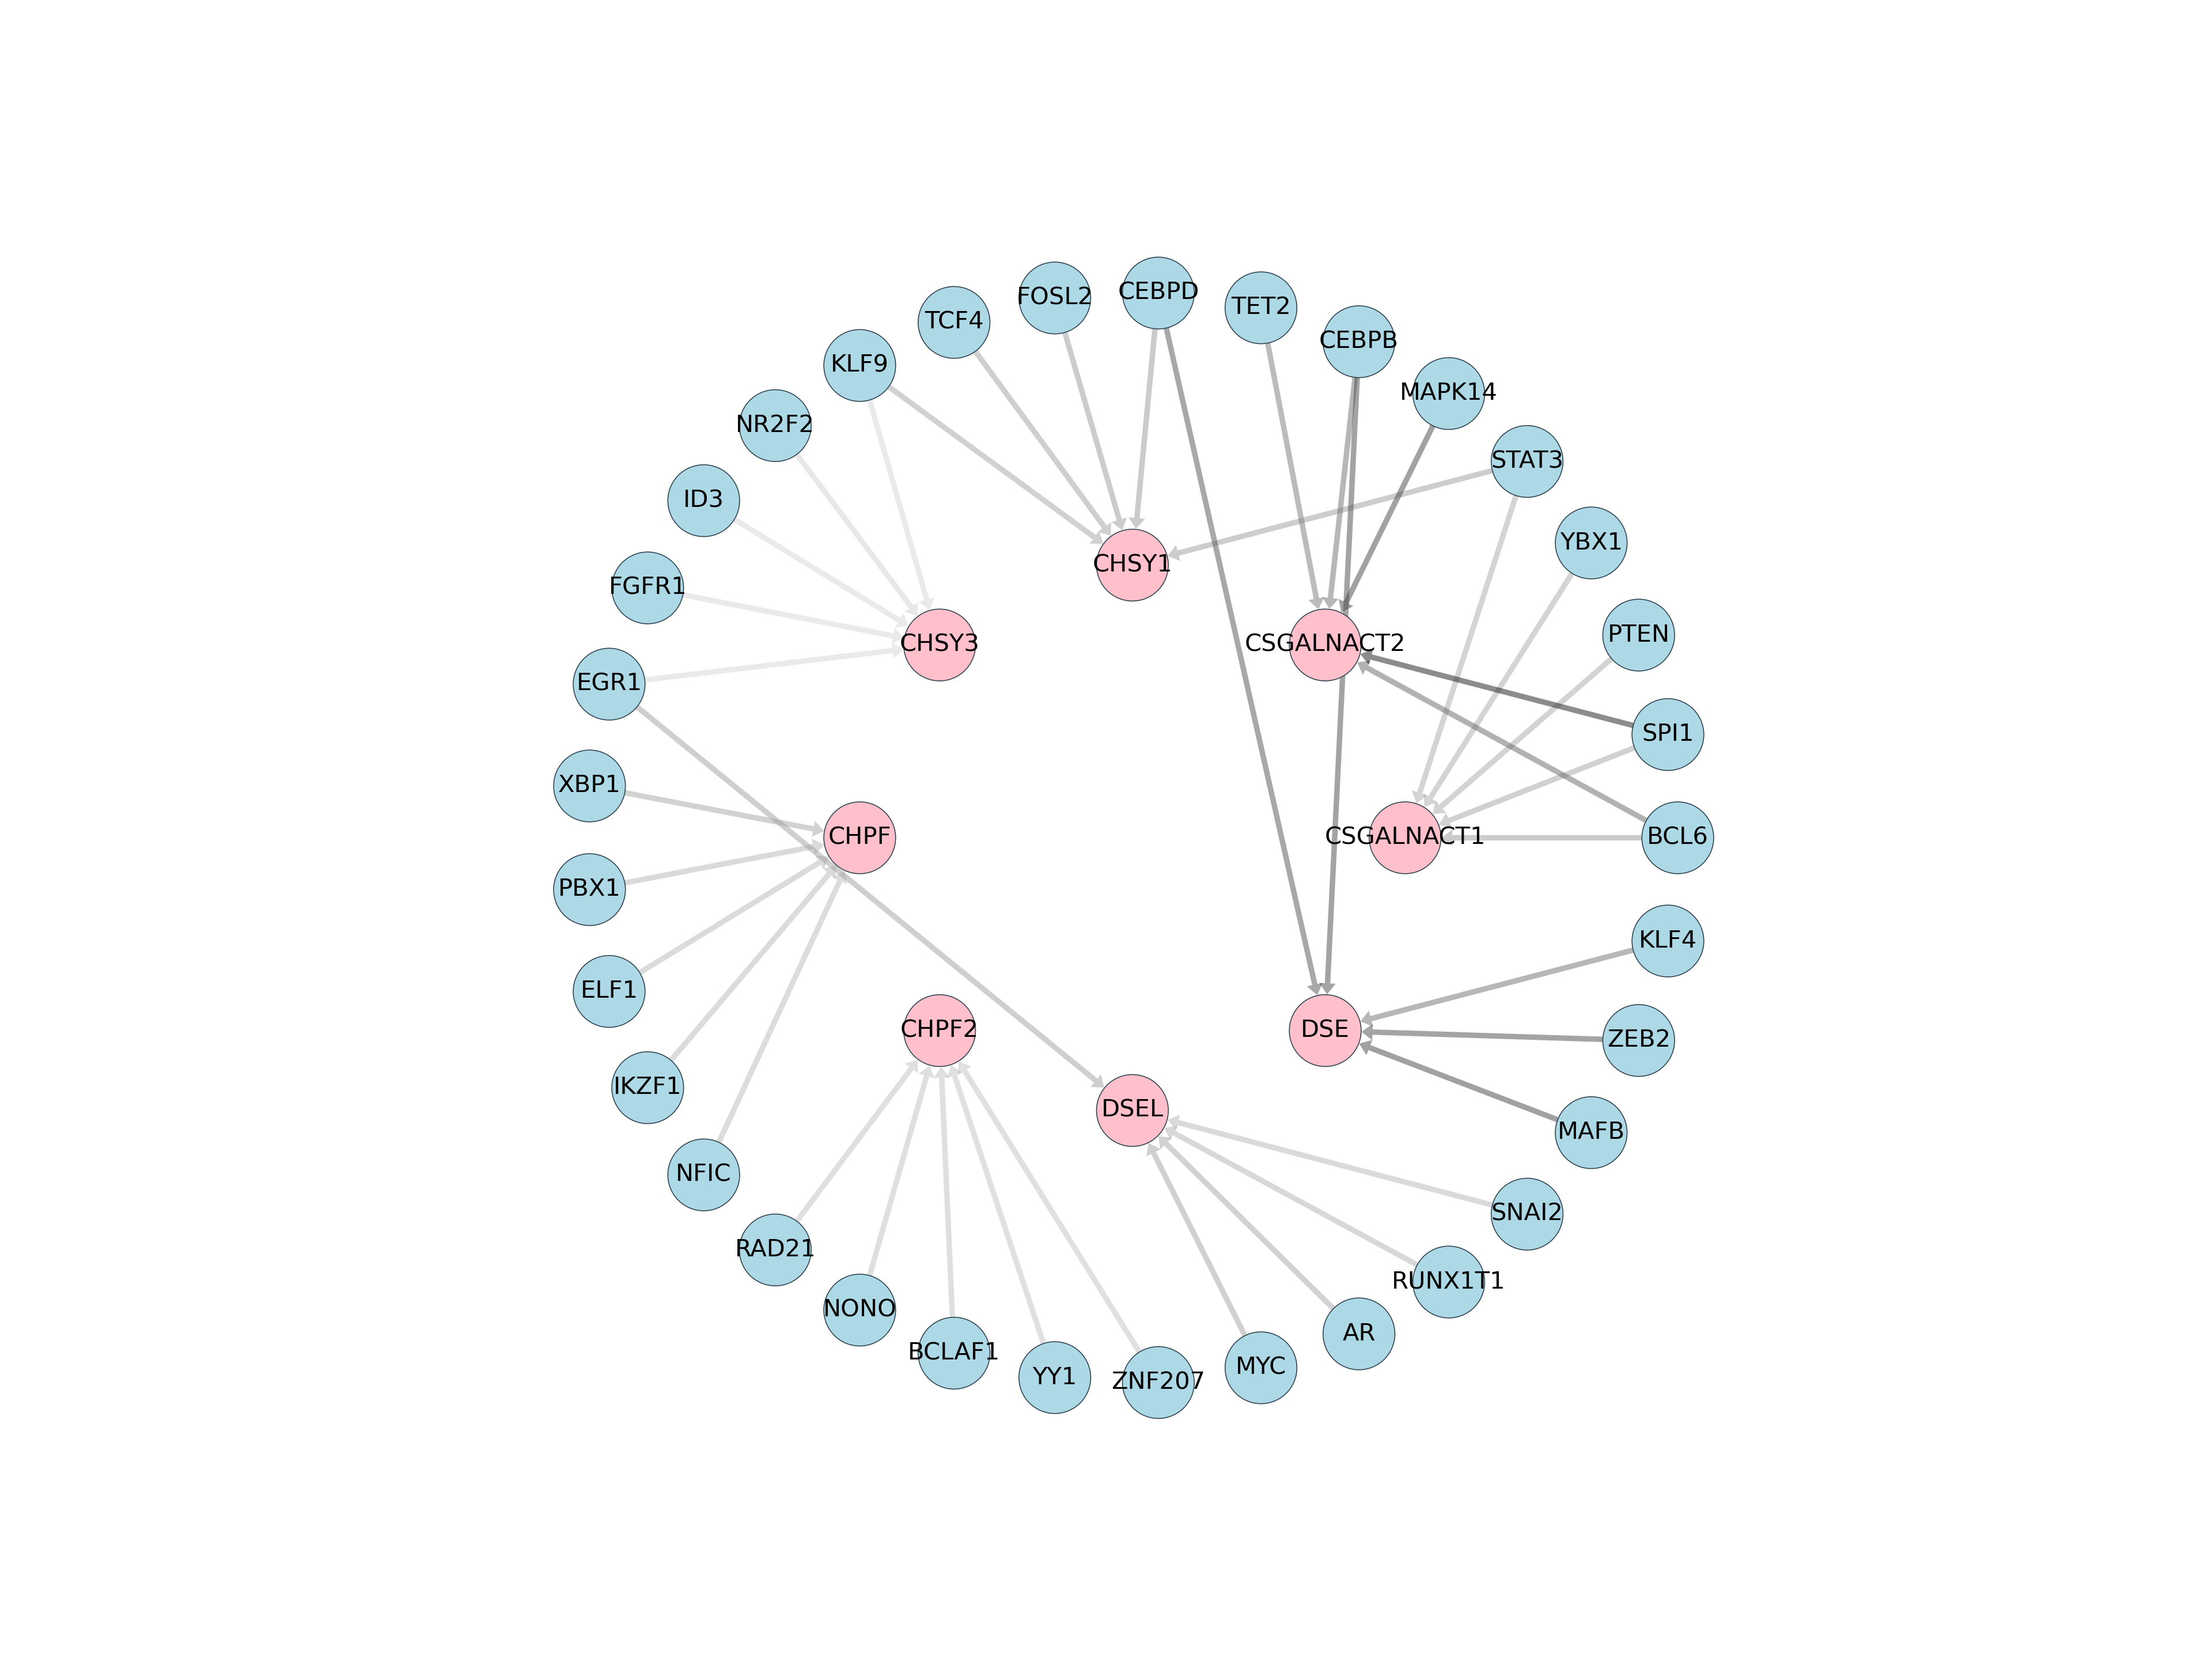 CEBPD
FOSL2
TET2
TCF4
CEBPB
KLF9
MAPK14
NR2F2
STAT3
ID3
YBX1
CHSY1
FGFR1
PTEN
CHSY3
CSGALNACT2
EGR1
SPI1
XBP1
CHPF
CSGALNACT1
BCL6
PBX1
KLF4
ELF1
CHPF2
DSE
ZEB2
IKZF1
DSEL
MAFB
NFIC
SNAI2
RAD21
RUNX1T1
NONO
AR
BCLAF1
MYC
YY1
ZNF207